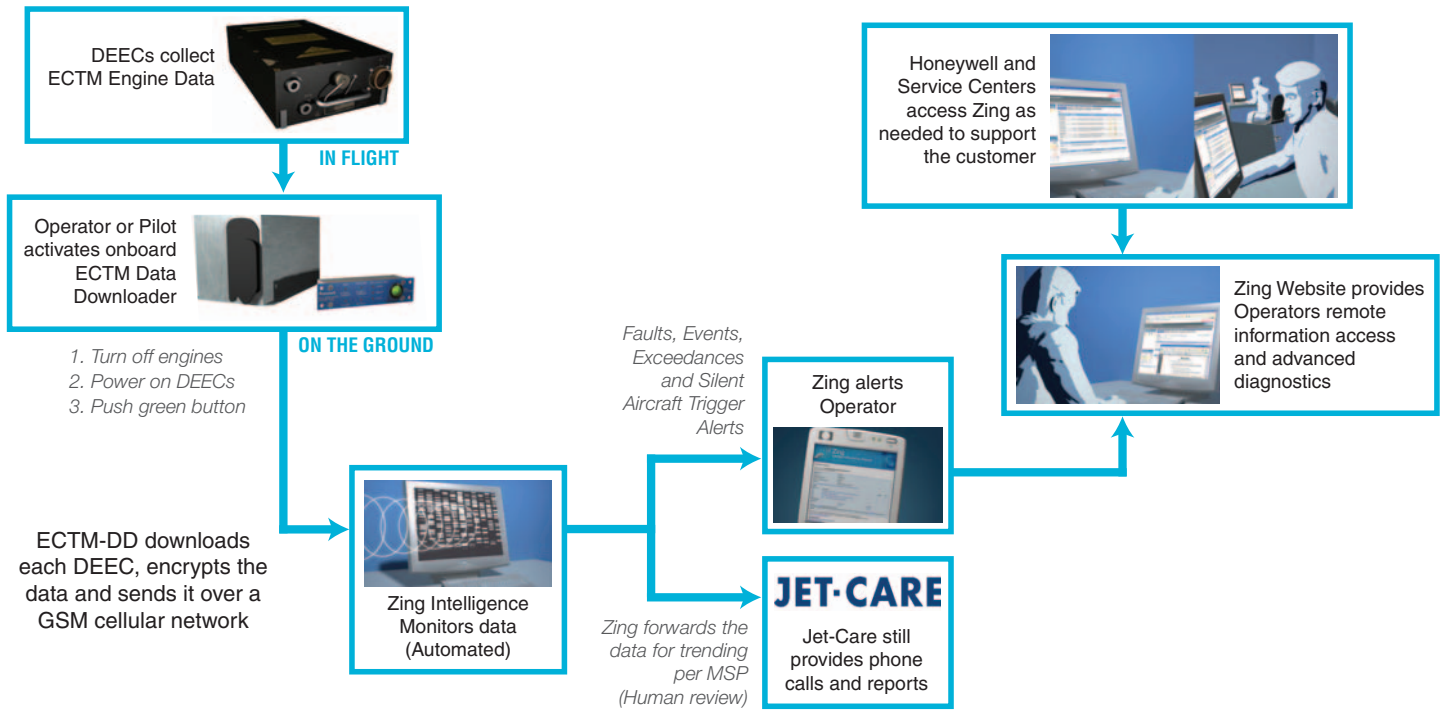 DEECs collect
ECTM Engine Data
IN FLIGHT
Operator or Pilot
activates onboard
ECTM Data
Downloader
ON THE GROUND
1. Turn off engines
2. Power on DEECs
3. Push green button
ECTM-DD downloads
each DEEC, encrypts the
data and sends it over a
GSM cellular network
Zing Intelligence
Monitors data
(Automated)
Faults, Events,
Exceedances
and Silent
Aircraft Trigger
Alerts
Zing alerts
Operator
Zing forwards the
data for trending
per MSP
(Human review)
JET-CARE
Jet-Care still
provides phone
calls and reports
Honeywell and
Service Centers
access Zing as
needed to support
the customer
Zing Website provides
Operators remote
information access
and advanced
diagnostics